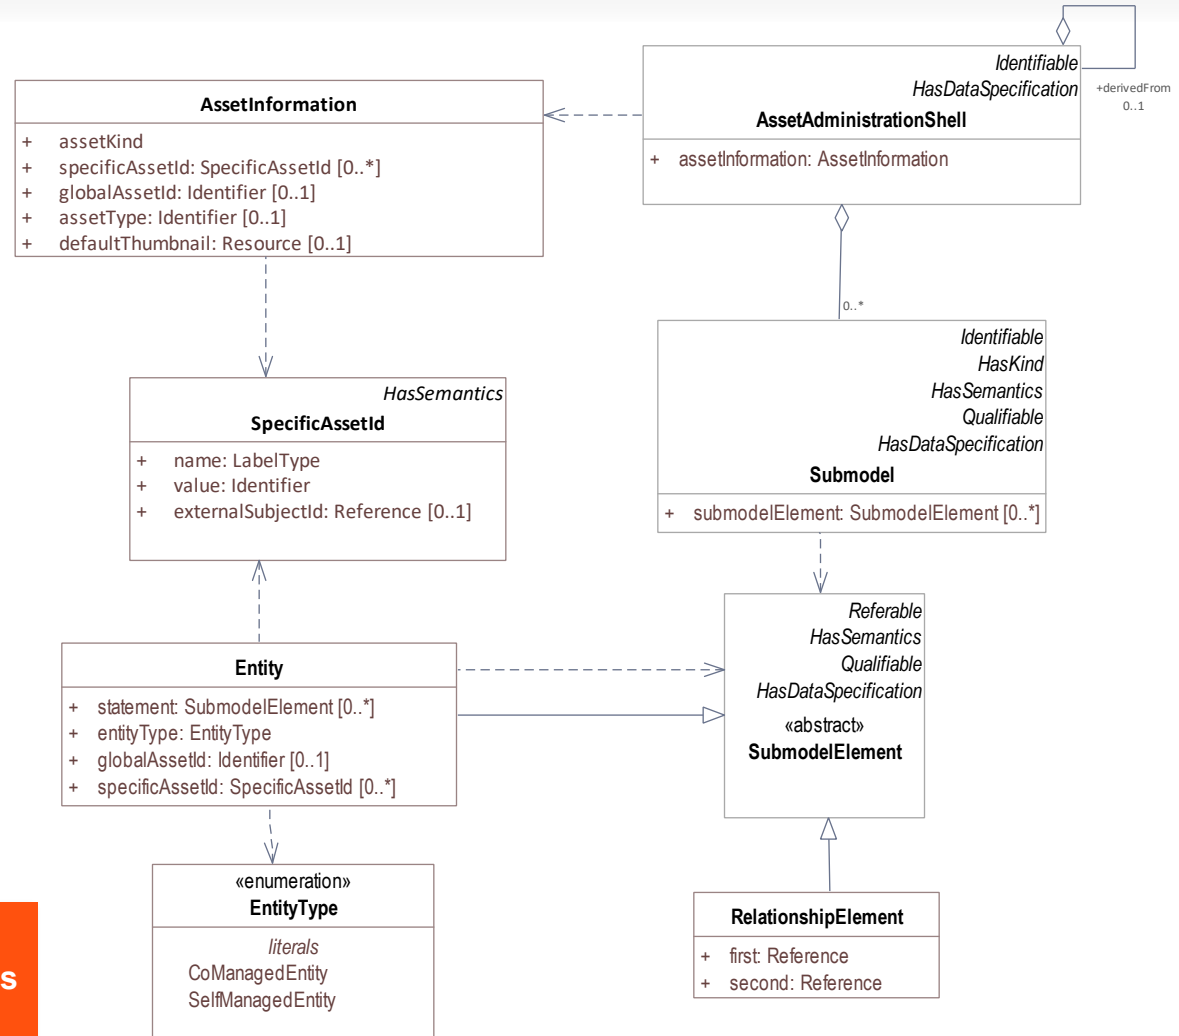 Identifiable
HasDataSpecification
AssetAdministrationShell
+ assetInformation: AssetInformation
+derivedFrom
0..1
AssetInformation
+ assetKind
+ specificAssetId: SpecificAssetId [0..*]
+ globalAssetId: Identifier [0..1]
+ assetType: Identifier [0..1]
+ defaultThumbnail: Resource [0..1]
0..*
Identifiable
HasKind
HasSemantics
Qualifiable
HasDataSpecification
Submodel
+ submodelElement: SubmodelElement [0..*]
HasSemantics
SpecificAssetId
+ name: LabelType
+ value: Identifier
+ externalSubjectId: Reference [0..1]
Referable
HasSemantics
Qualifiable
HasDataSpecification
«abstract»
SubmodelElement
Entity
+ statement: SubmodelElement [0..*]
+ entityType: EntityType
+ globalAssetId: Identifier [0..1]
+ specificAssetId: SpecificAssetId [0..*]
«enumeration»
EntityType
literals
CoManagedEntity
SelfManagedEntity
RelationshipElement
+ first: Reference
+ second: Reference
s